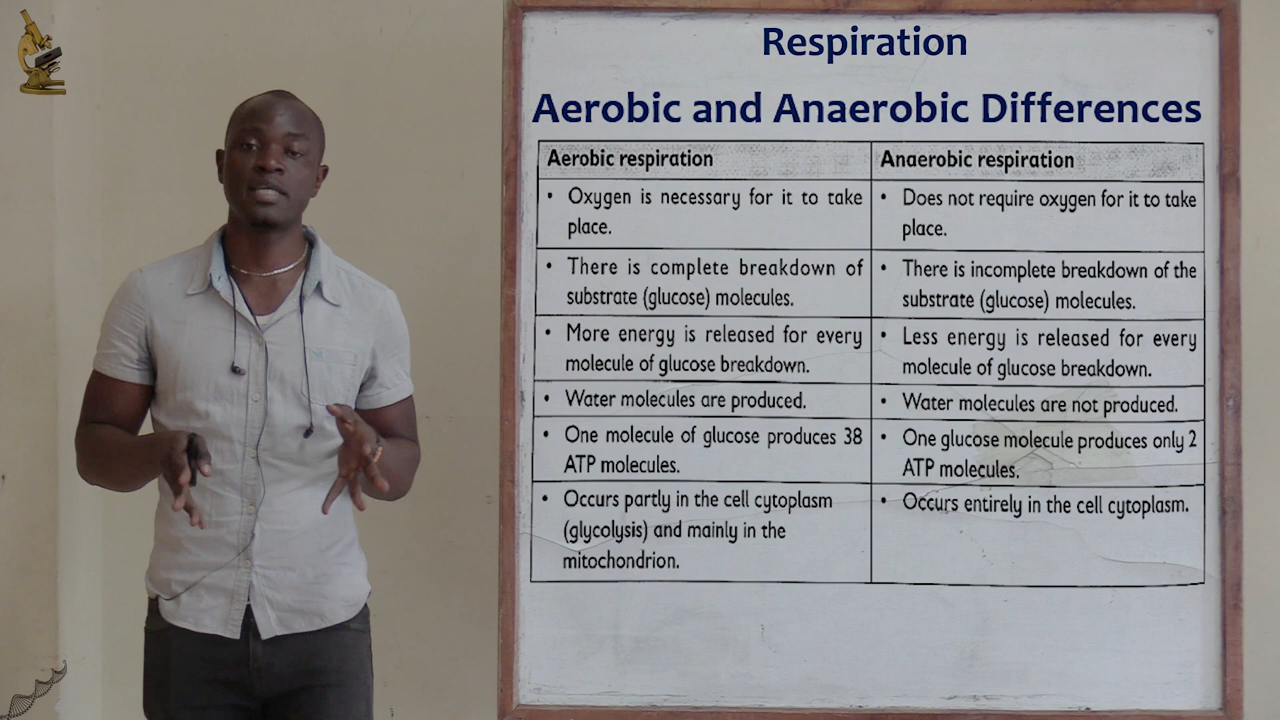 Respiration
Aerobic and Anaerobic Differences
Aerobic respiration
Anaerobic respiration
• Oxygen is necessary for it to take
place.
• Does not require oxygen for it to take
place.
• There is complete breakdown of
substrate (glucose) molecules.
• There is incomplete breakdown of the
substrate (glucose) molecules.
• More energy is released for every
molecule of glucose breakdown.
• Less energy is released for every
molecule of glucose breakdown.
• Water molecules are produced.
• Water molecules are not produced.
• One molecule of glucose produces 38
ATP molecules.
• One glucose molecule produces only 2
ATP molecules.
• Occurs partly in the cell cytoplasm
(glycolysis) and mainly in the
mitochondrion.
• Occurs entirely in the cell cytoplasm.